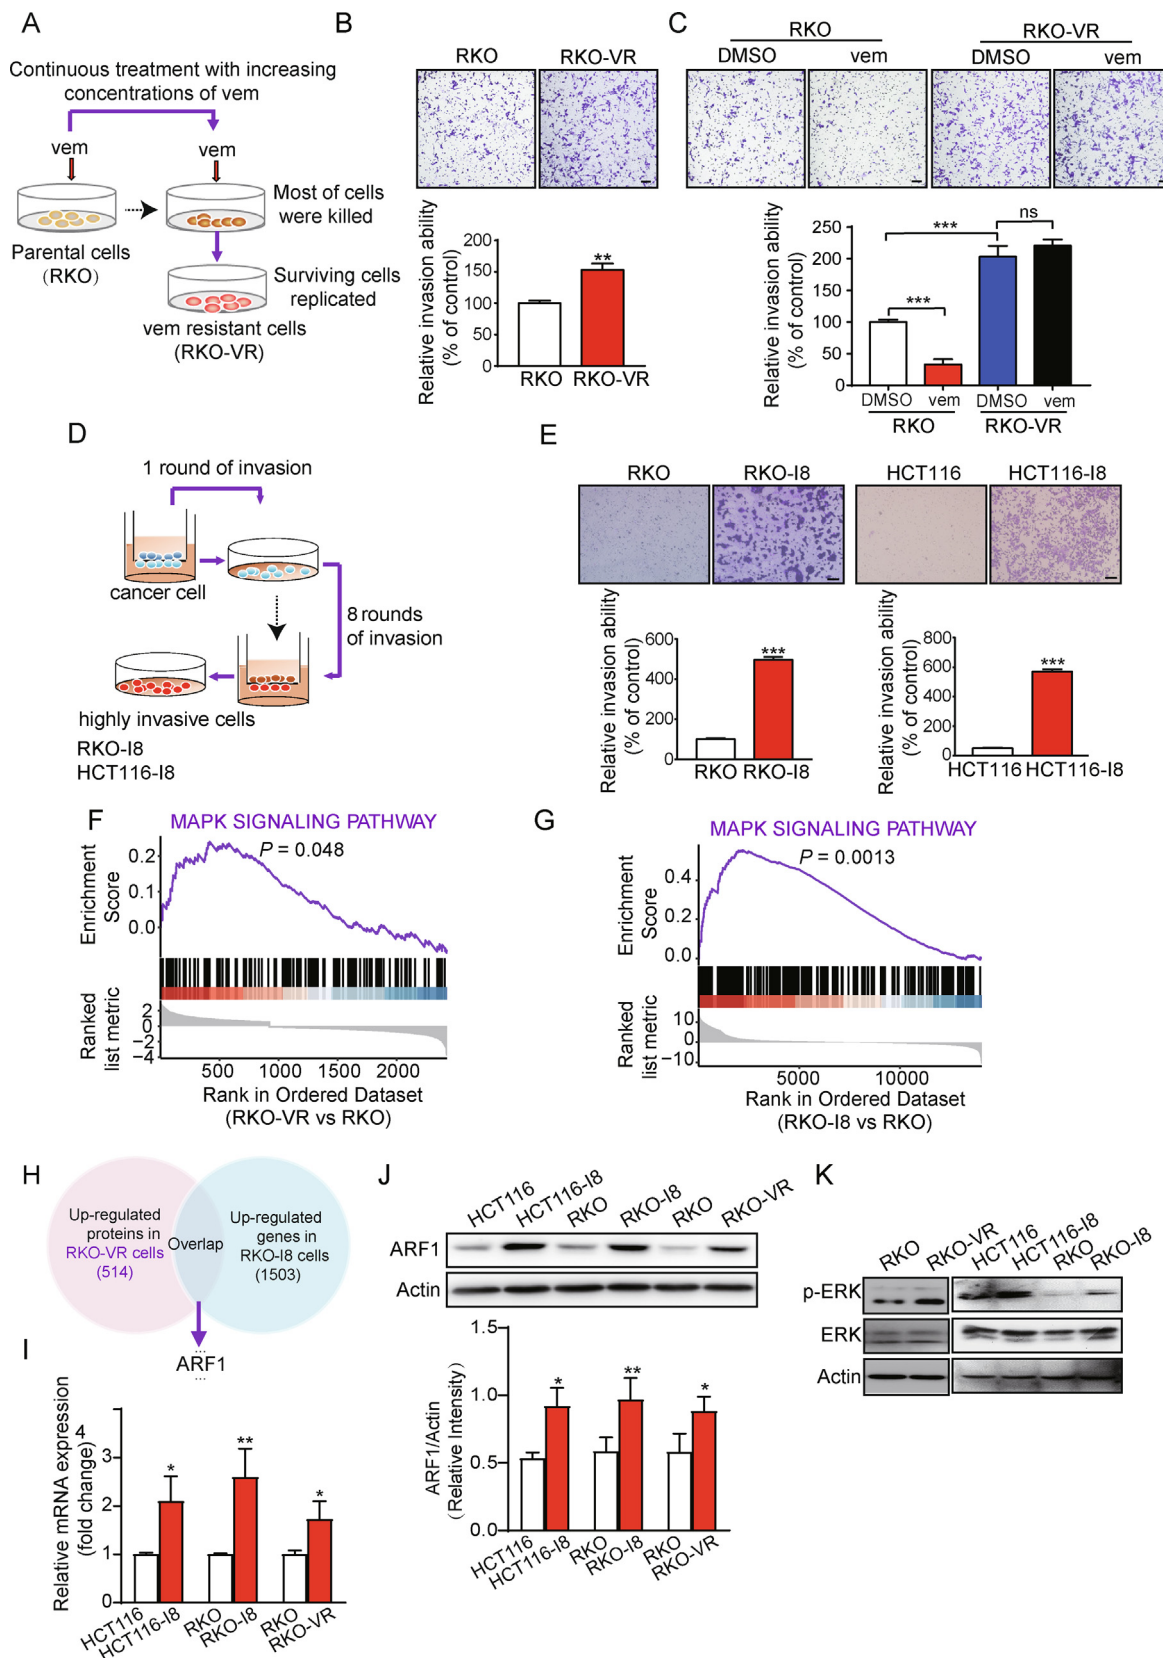 A
Continuous treatment with increasing
concentrations of vem
vem
vem
Most of cells
were killed
Parental cells
(RKO)
Surviving cells
replicated
vem resistant cells
(RKO-VR)
B
RKO
RKO-VR
Relative invasion ability
(% of control)
200
150
100
50
0
**
RKO
RKO-VR
C
RKO
RKO-VR
DMSO
vem
DMSO
vem
Relative invasion ability
(% of control)
250
200
150
100
50
0
***
***
ns
DMSO
vem
DMSO
vem
RKO
RKO-VR
D
1 round of invasion
cancer cell
8 rounds
of invasion
highly invasive cells
RKO-I8
HCT116-I8
E
RKO
RKO-I8
HCT116
HCT116-I8
Relative invasion ability
(% of control)
600
400
200
0
***
RKO
RKO-I8
Relative invasion ability
(% of control)
800
600
400
200
0
***
HCT116
HCT116-I8
F
MAPK SIGNALING PATHWAY
P = 0.048
Enrichment
Score
0.2
0.0
Ranked
list metric
2
0
−2
−4
500
1000
1500
2000
Rank in Ordered Dataset
(RKO-VR vs RKO)
G
MAPK SIGNALING PATHWAY
P = 0.0013
Enrichment
Score
0.4
0.2
0.0
Ranked
list metric
10
0
−10
5000
10000
Rank in Ordered Dataset
(RKO-I8 vs RKO)
H
Up-regulated
proteins in
RKO-VR cells
(514)
Overlap
Up-regulated
genes in
RKO-I8 cells
(1503)
...
ARF1
...
I
Relative mRNA expression
(fold change)
4
3
2
1
0
*
**
*
HCT116
HCT116-I8
RKO
RKO-I8
RKO
RKO-VR
J
HCT116
HCT116-I8
RKO
RKO-I8
RKO
RKO-VR
ARF1
Actin
ARF1/Actin
(Relative Intensity)
1.5
1.0
0.5
0.0
*
**
*
HCT116
HCT116-I8
RKO
RKO-I8
RKO
RKO-VR
K
RKO
RKO-VR
HCT116
HCT116-I8
RKO
RKO-I8
p-ERK
ERK
Actin